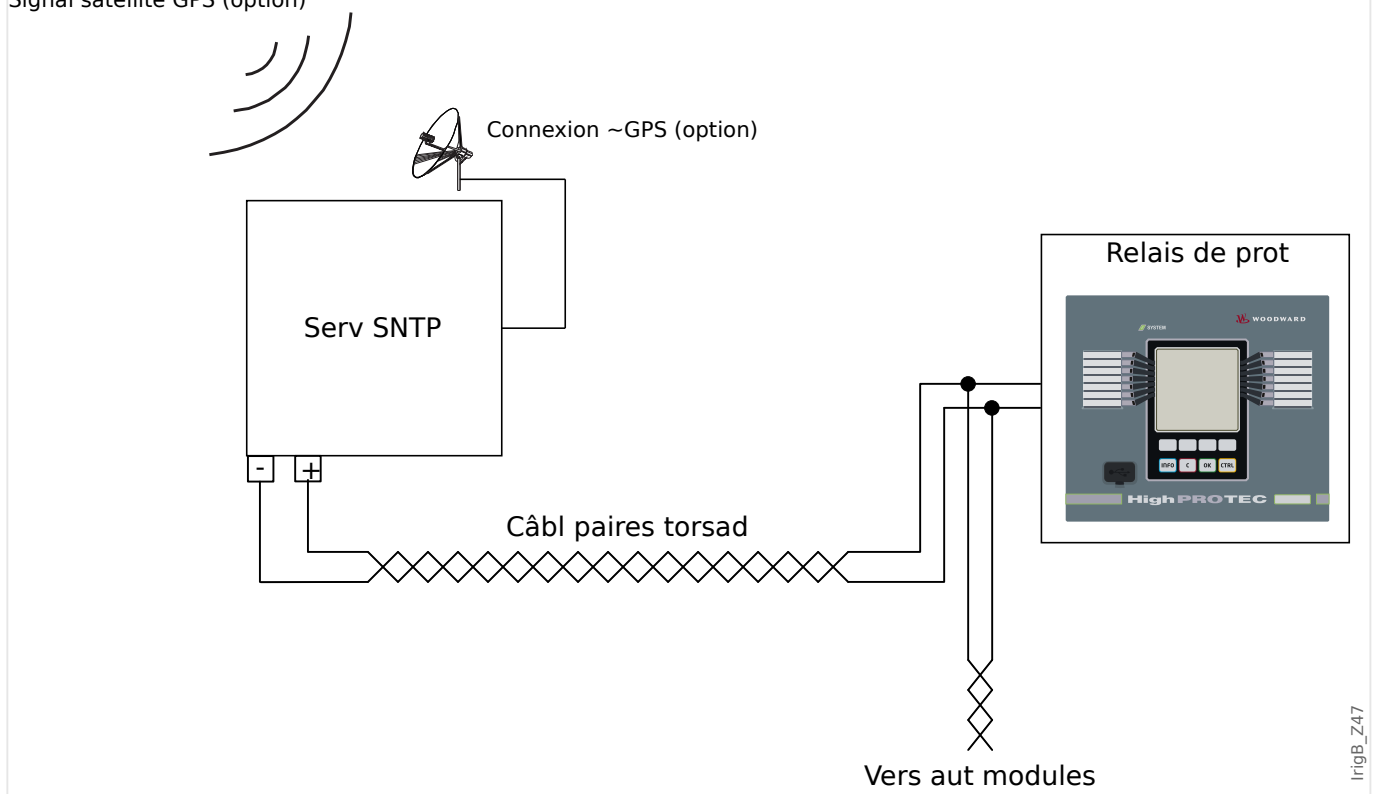 Signal satellite GPS (option)
Connexion ~GPS (option)
Serv SNTP
- +
Relais de prot
SYSTEM
WOODWARD
INFO C OK CTRL
HighPROTEC
Câbl paires torsad
Vers aut modules
IrigB_Z47